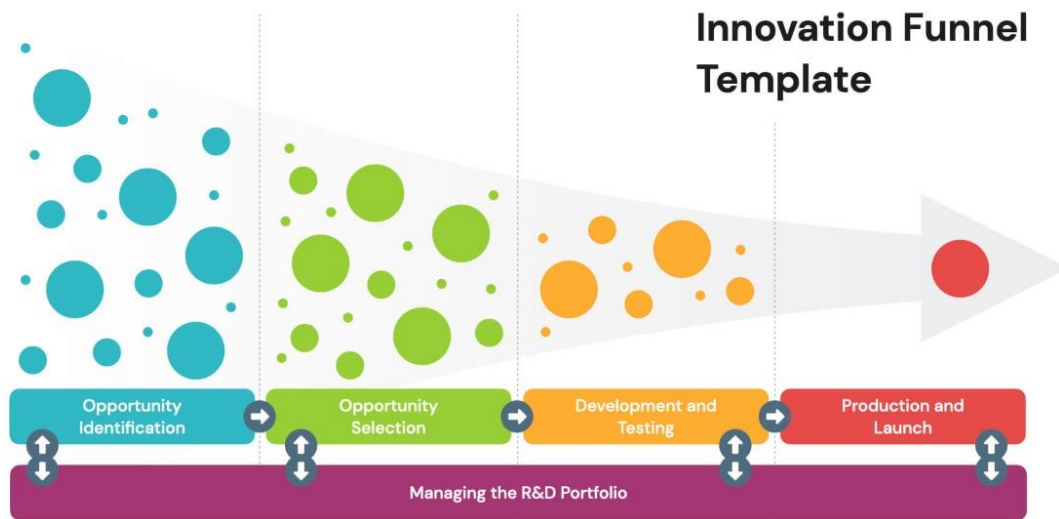 Innovation Funnel
Template
Opportunity
Identification
Opportunity
Selection
Development and
Testing
Production and
Launch
Managing the R&D Portfolio